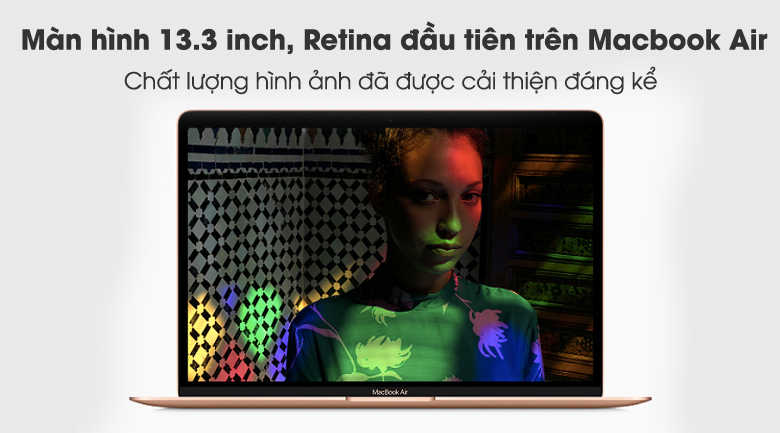 Màn hình 13.3 inch, Retina đầu tiên trên Macbook Air
Chất lượng hình ảnh đã được cải thiện đáng kể
MacBook Air